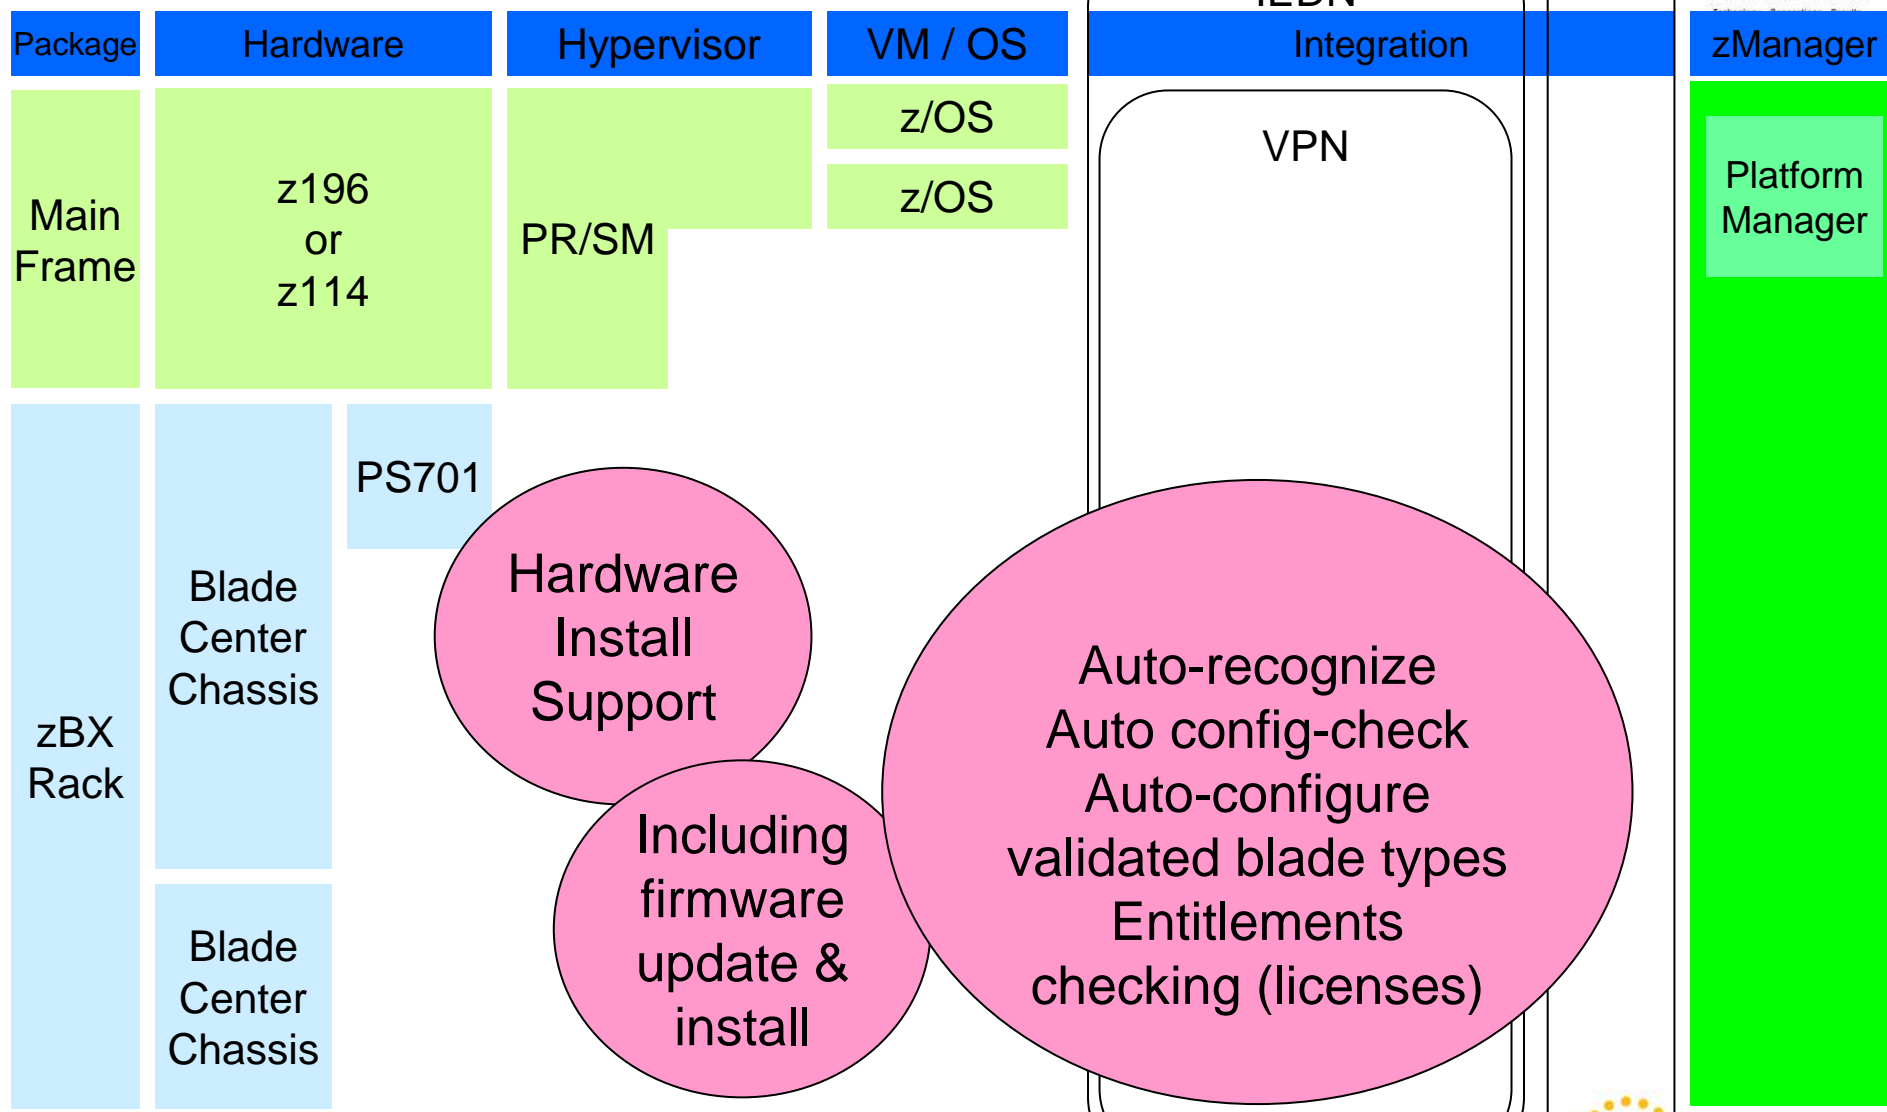 IEDN
Package
Hardware
Hypervisor
VM / OS
Integration
zManager
Main
Frame
z196
or
z114
PR/SM
z/OS
z/OS
VPN
Platform
Manager
zBX
Rack
Blade
Center
Chassis
PS701
Hardware
Install
Support
Including
firmware
update &
install
Auto-recognize
Auto config-check
Auto-configure
validated blade types
Entitlements
checking (licenses)
Blade
Center
Chassis